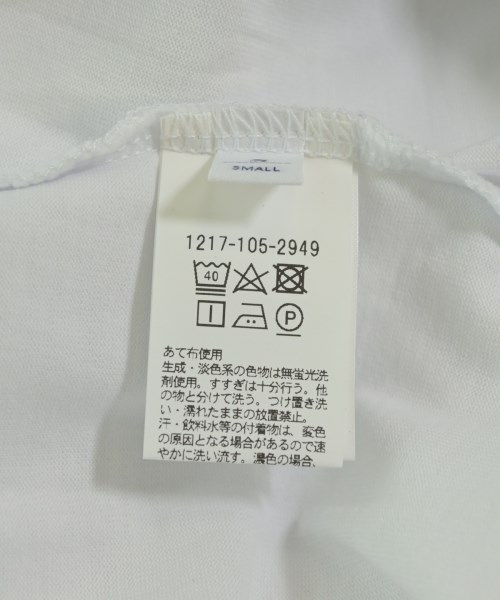 SMALL
1217-105-2949
40
P
あて布使用
生成・淡色系の色物は無蛍光洗
剤使用。すすぎは十分行う。他
の物と分けて洗う。つけ置き洗
い・濡れたままの放置禁止。
汗・飲料水等の付着物は、変色
の原因となる場合があるので速
やかに洗い流す。濃色の場合、